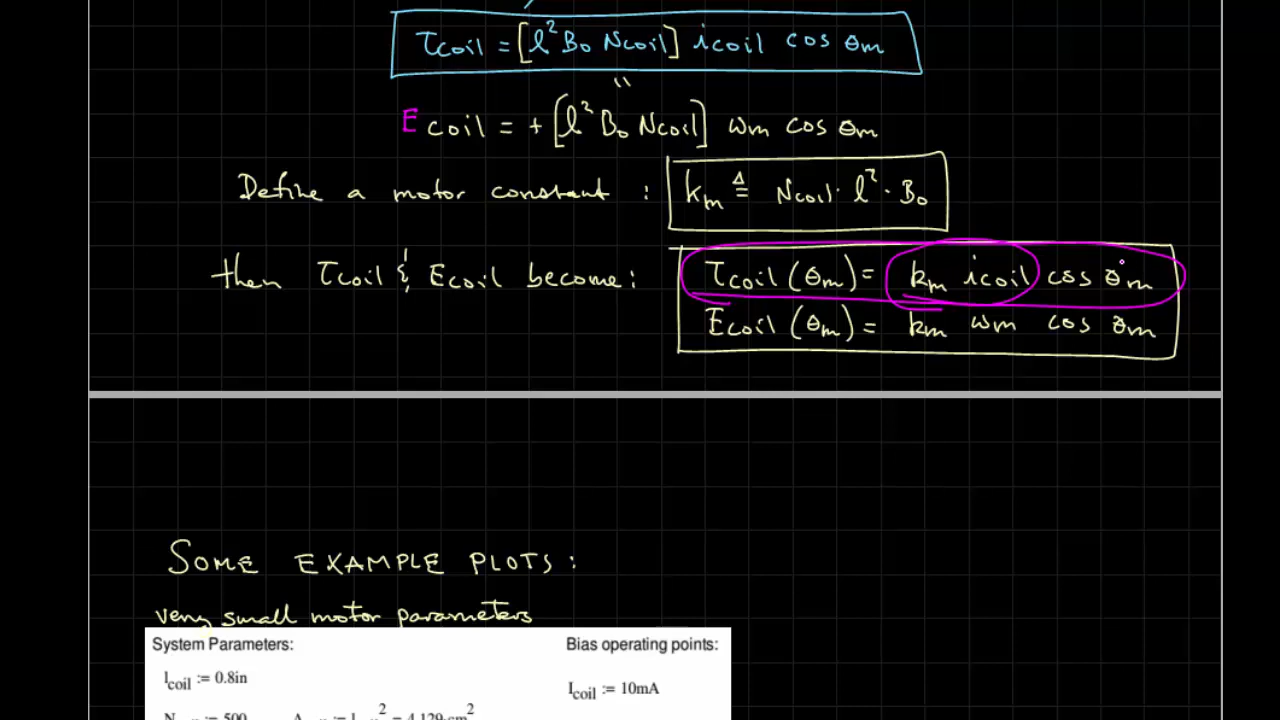 τcoil = [l² B₀ Ncoil] icoil cos θm
"
Ecoil = + [l² B₀ Ncoil] ωm cos θm
Define a motor constant : km ≜ Ncoil · l² · B₀
then τcoil & Ecoil become : τcoil (θm) = km icoil cos θm
Ecoil (θm) = km ωm cos θm
SOME EXAMPLE PLOTS :
very small motor parameters
System Parameters: Bias operating points:
lcoil := 0.8in
Icoil := 10mA